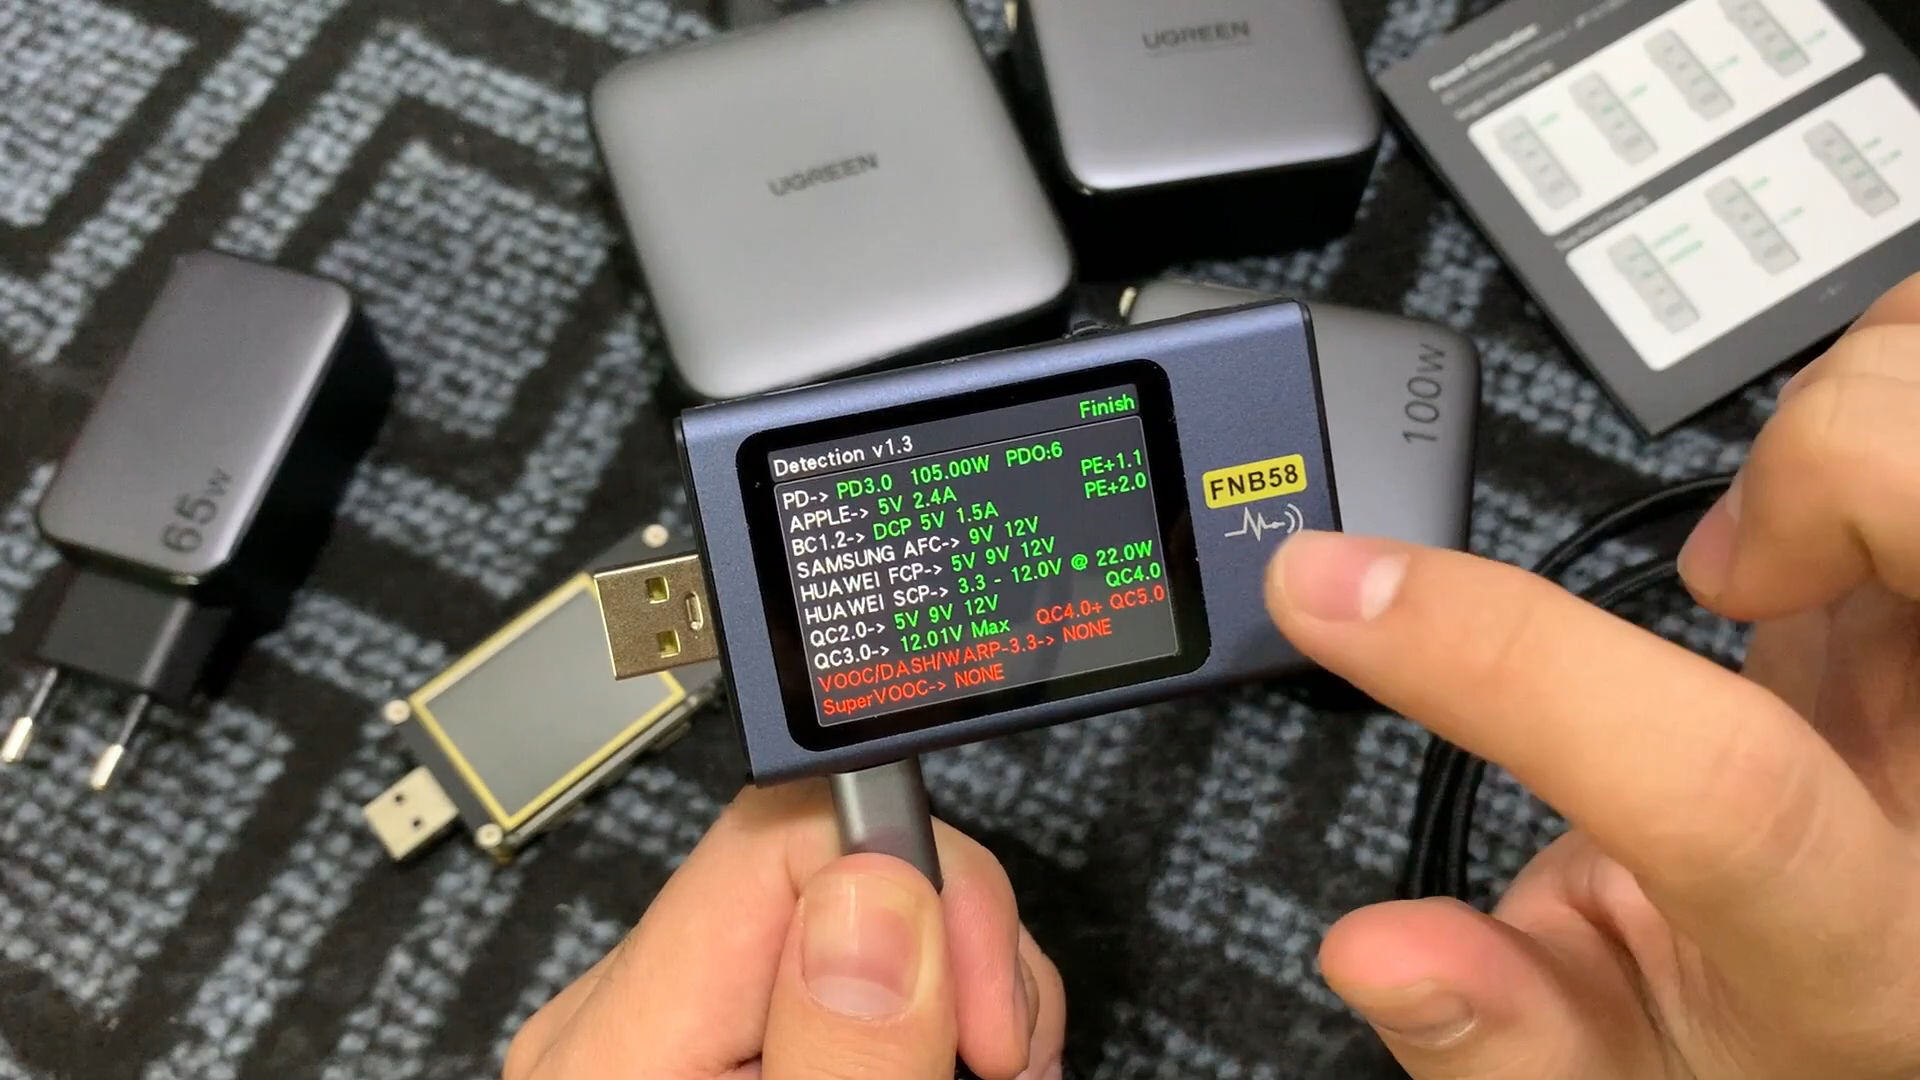 UGREEN
UGREEN
65W
100W
FNB58
Detection v1.3 Finish
PD-> PD3.0 105.00W PDO:6
APPLE-> 5V 2.4A PE+1.1
BC1.2-> DCP 5V 1.5A PE+2.0
SAMSUNG AFC-> 9V 12V
HUAWEI FCP-> 5V 9V 12V
HUAWEI SCP-> 3.3 - 12.0V @ 22.0W
QC2.0-> 5V 9V 12V QC4.0
QC3.0-> 12.01V Max QC4.0+ QC5.0
VOOC/DASH/WARP-3.3-> NONE
SuperVOOC-> NONE